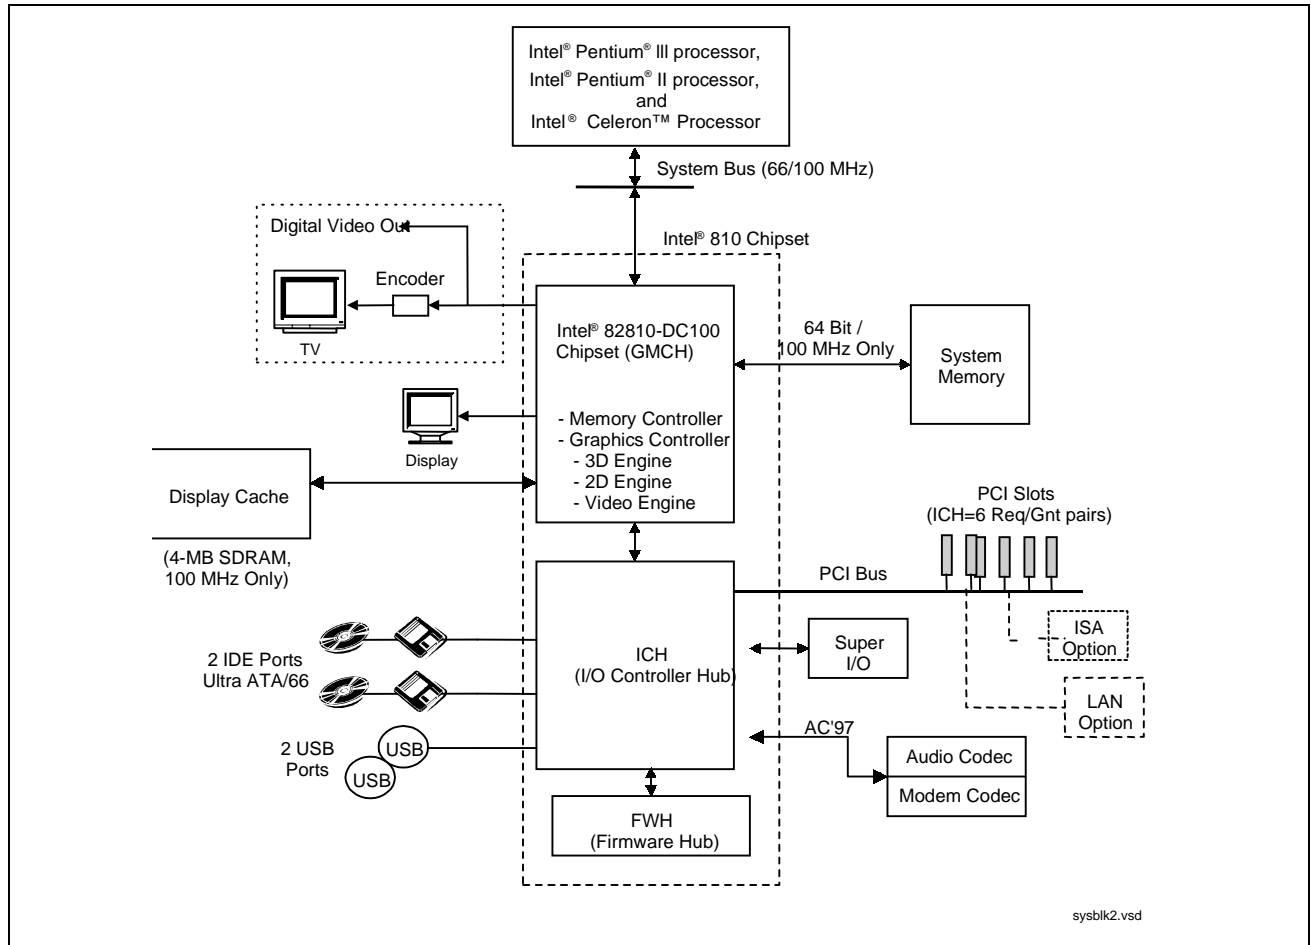 Intel® Pentium® III processor,
Intel® Pentium® II processor,
and
Intel® Celeron™ Processor
System Bus (66/100 MHz)
Digital Video Out
Intel® 810 Chipset
Encoder
TV
Intel® 82810-DC100
Chipset (GMCH)
- Memory Controller
- Graphics Controller
- 3D Engine
- 2D Engine
- Video Engine
64 Bit /
100 MHz Only
System
Memory
Display
Display Cache
(4-MB SDRAM,
100 MHz Only)
PCI Slots
(ICH=6 Req/Gnt pairs)
PCI Bus
2 IDE Ports
Ultra ATA/66
ICH
(I/O Controller Hub)
Super
I/O
ISA
Option
LAN
Option
2 USB
Ports
USB
USB
AC'97
Audio Codec
Modem Codec
FWH
(Firmware Hub)
sysblk2.vsd